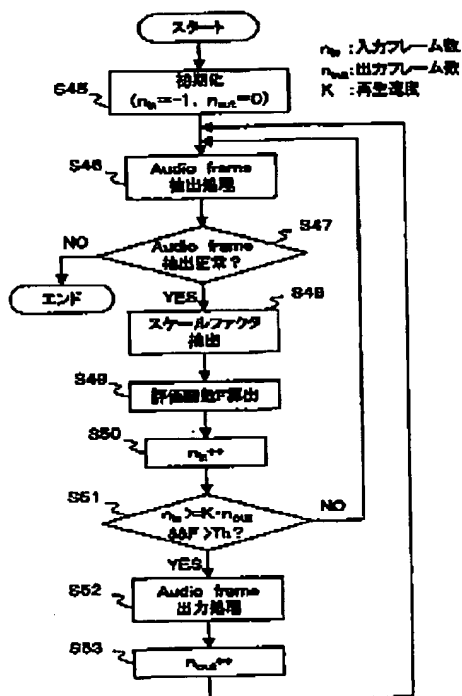 スタート
n_in :入力フレーム数
n_out :出力フレーム数
K :再生速度
S45
初期化
(n_in=-1, n_out=0)
S46
Audio frame
抽出処理
S47
Audio frame
抽出正常?
NO
エンド
YES
S48
スケールファクタ
抽出
S49
評価関数F算出
S50
n_in++
S51
n_in>=K・n_out
&&F>Th?
NO
YES
S52
Audio frame
出力処理
S53
n_out++